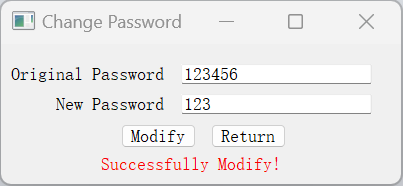 Change Password
Original Password 123456
New Password 123
Modify Return
Successfully Modify!